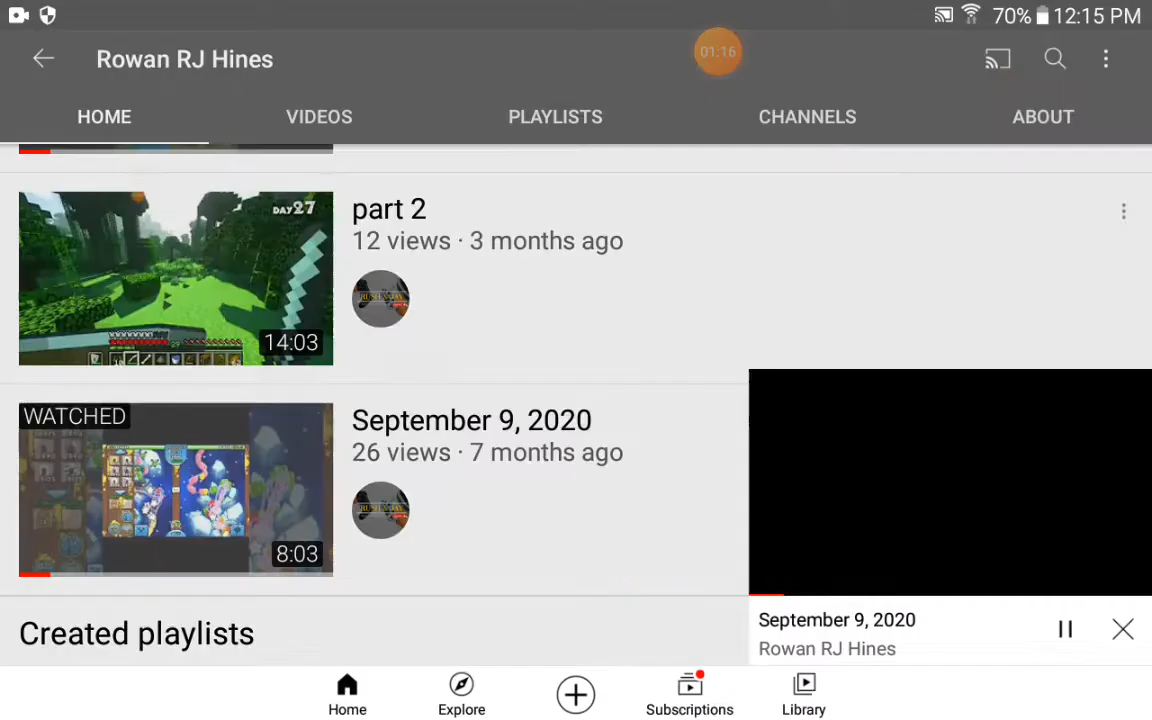 70% 12:15 PM
Rowan RJ Hines
01:16
HOME VIDEOS PLAYLISTS CHANNELS ABOUT
DAY27
14:03
part 2
12 views · 3 months ago
WATCHED
8:03
September 9, 2020
26 views · 7 months ago
Created playlists
September 9, 2020
Rowan RJ Hines
Home Explore Subscriptions Library